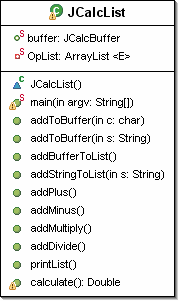 JCalcList
buffer: JCalcBuffer
OpList: ArrayList <E>
JCalcList()
main(in argv: String[])
addToBuffer(in c: char)
addToBuffer(in s: String)
addBufferToList()
addStringToList(in s: String)
addPlus()
addMinus()
addMultiply()
addDivide()
printList()
calculate(): Double